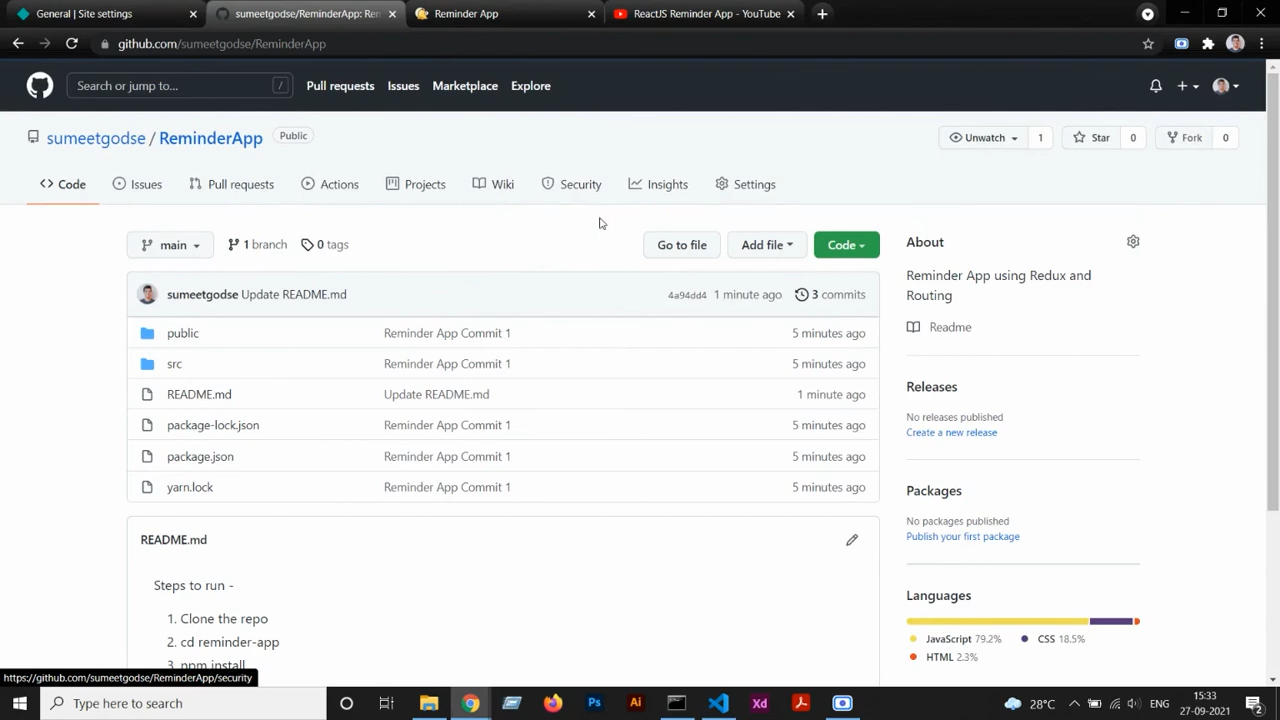 General | Site settings
sumeetgodse/ReminderApp: Rem
Reminder App
ReactUS Reminder App - YouTube
github.com/sumeetgodse/ReminderApp
Search or jump to...
/
Pull requests
Issues
Marketplace
Explore
sumeetgodse / ReminderApp
Public
Unwatch
1
Star
0
Fork
0
Code
Issues
Pull requests
Actions
Projects
Wiki
Security
Insights
Settings
main
1 branch
0 tags
Go to file
Add file
Code
About
Reminder App using Redux and
Routing
Readme
sumeetgodse Update README.md
4a94dd4 1 minute ago
3 commits
public
Reminder App Commit 1
5 minutes ago
src
Reminder App Commit 1
5 minutes ago
README.md
Update README.md
1 minute ago
package-lock.json
Reminder App Commit 1
5 minutes ago
package.json
Reminder App Commit 1
5 minutes ago
yarn.lock
Reminder App Commit 1
5 minutes ago
Releases
No releases published
Create a new release
Packages
No packages published
Publish your first package
README.md
Steps to run -
1. Clone the repo
2. cd reminder-app
3. npm install
Languages
JavaScript 79.2%
CSS 18.5%
HTML 2.3%
https://github.com/sumeetgodse/ReminderApp/security
Type here to search
Ps
Ai
Xd
28°C
ENG
15:33
27-09-2021
2